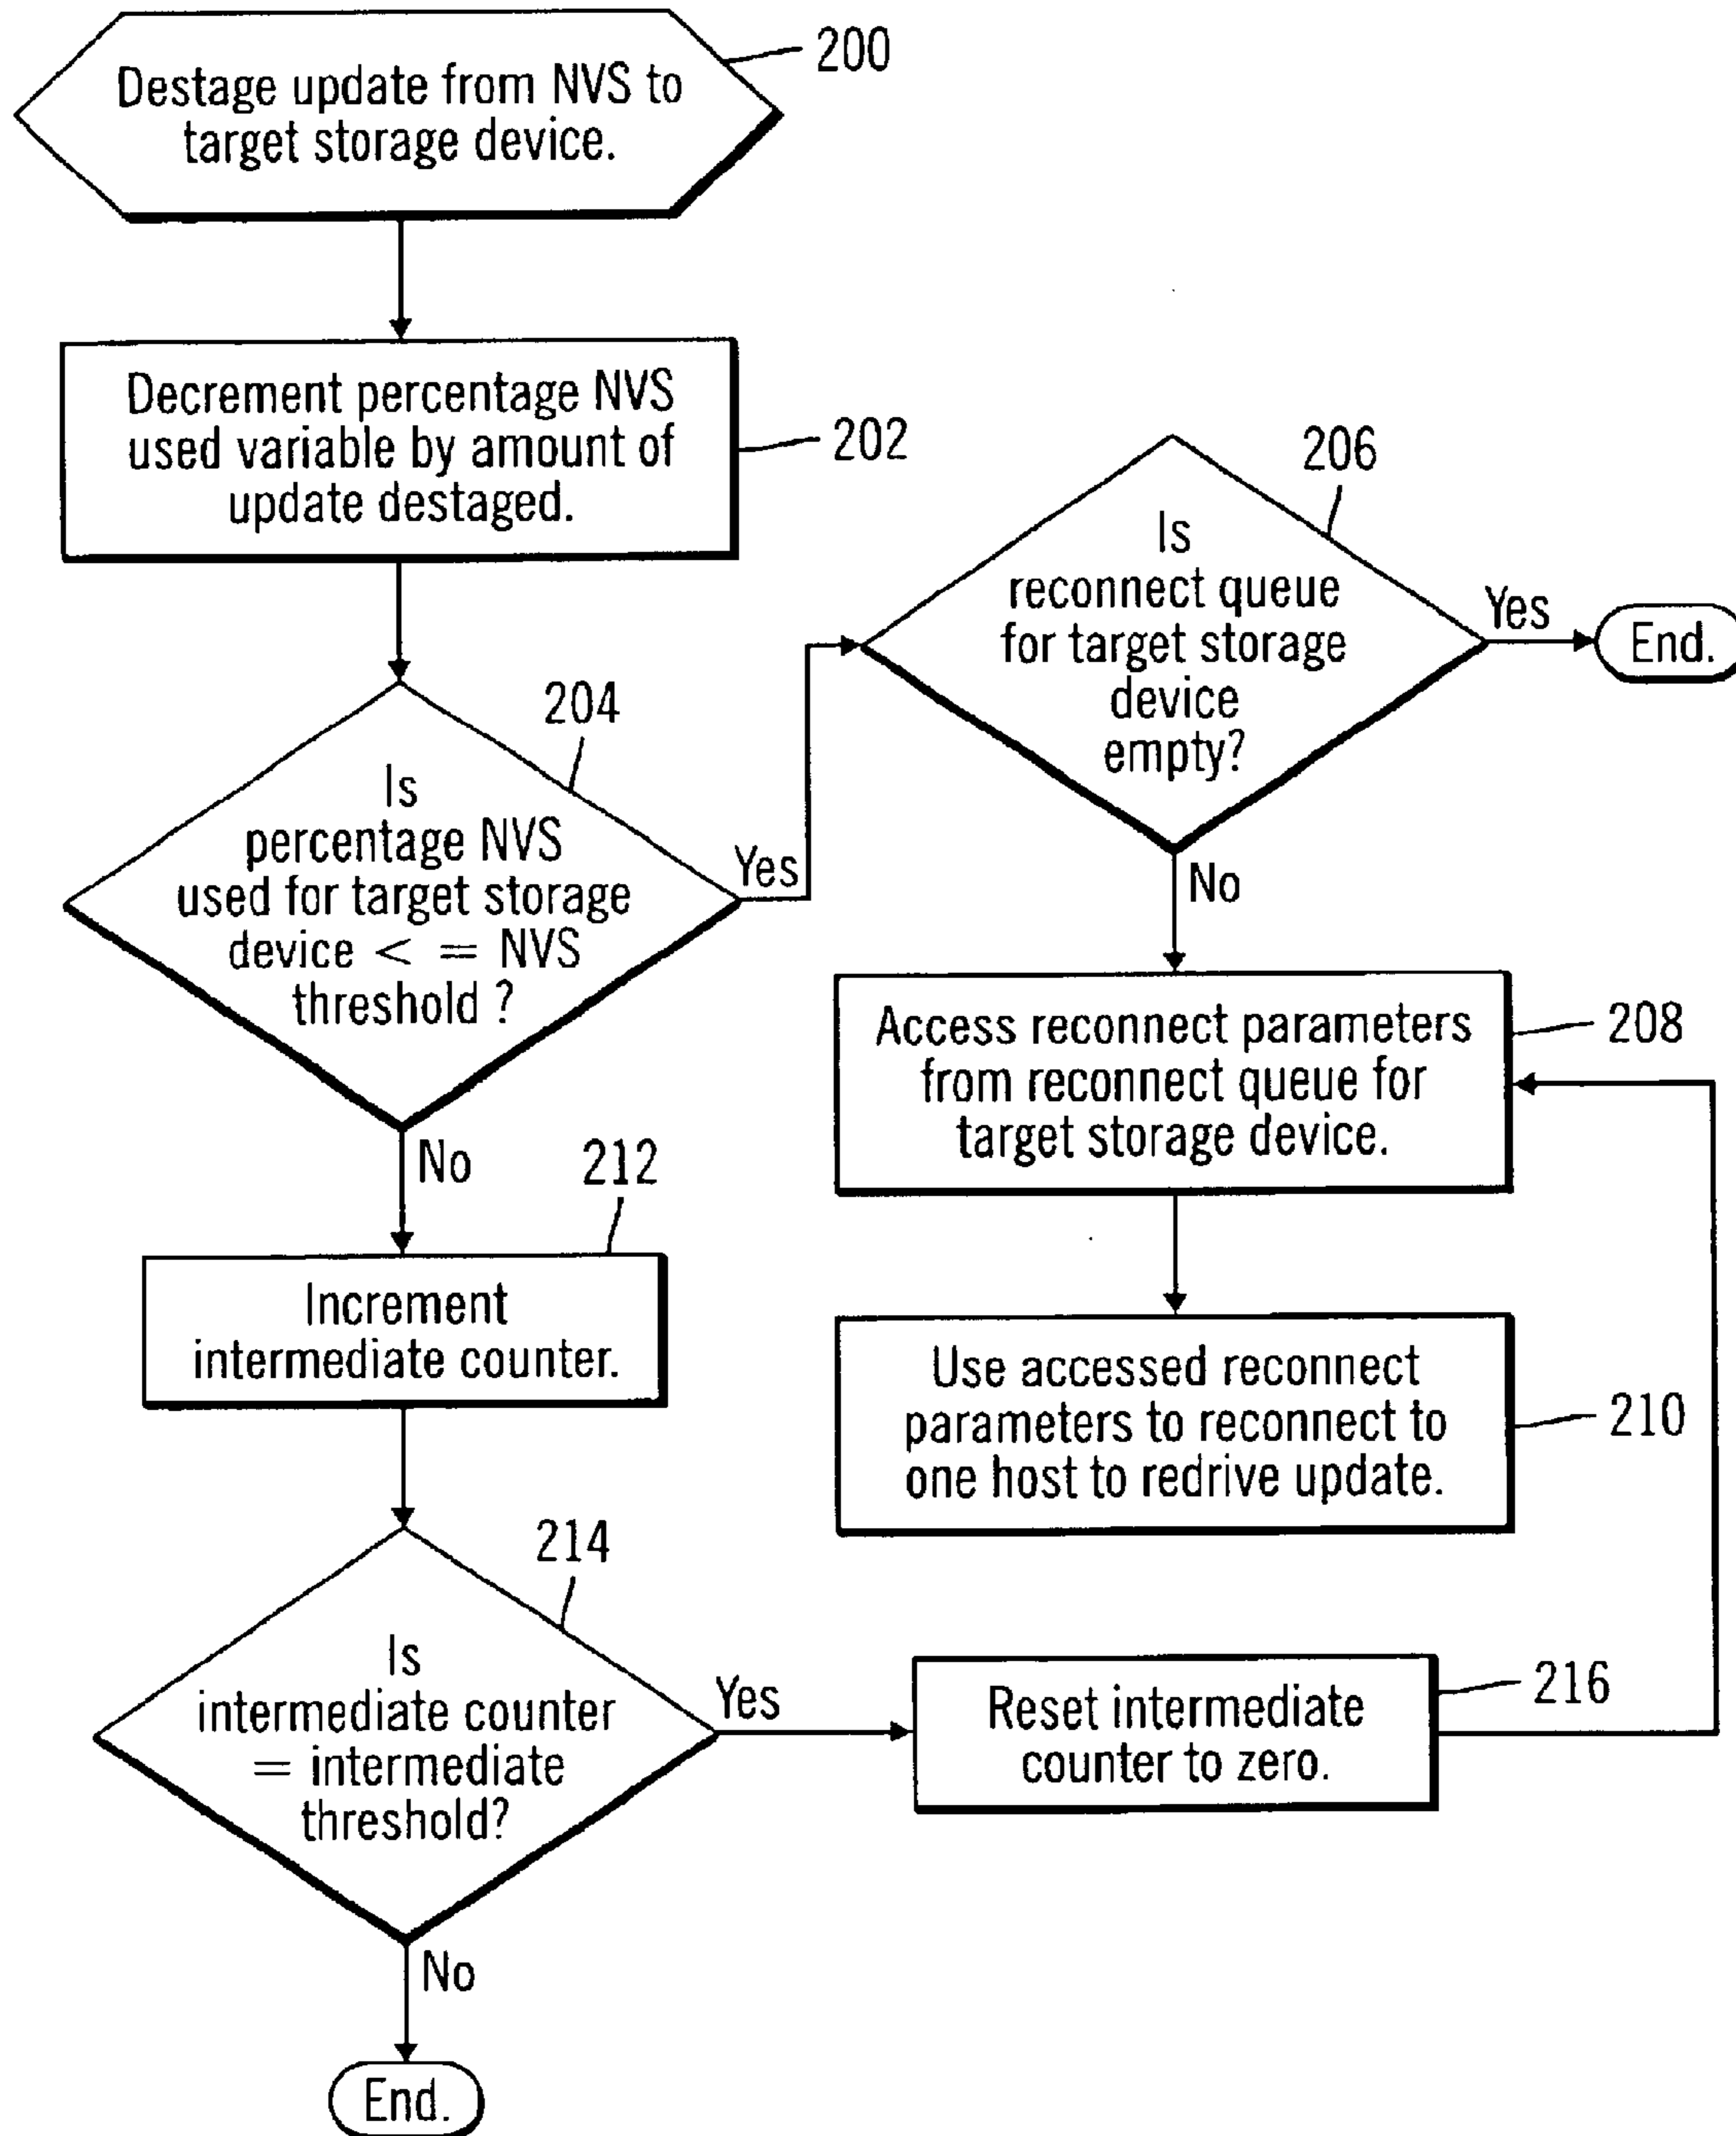 Destage update from NVS to
target storage device.
200
Decrement percentage NVS
used variable by amount of
update destaged.
202
Is
percentage NVS
used for target storage
device < = NVS
threshold ?
204
Yes
No
Is
reconnect queue
for target storage
device
empty?
206
Yes
End.
No
Access reconnect parameters
from reconnect queue for
target storage device.
208
Use accessed reconnect
parameters to reconnect to
one host to redrive update.
210
Increment
intermediate counter.
212
Is
intermediate counter
= intermediate
threshold?
214
Yes
Reset intermediate
counter to zero.
216
No
End.